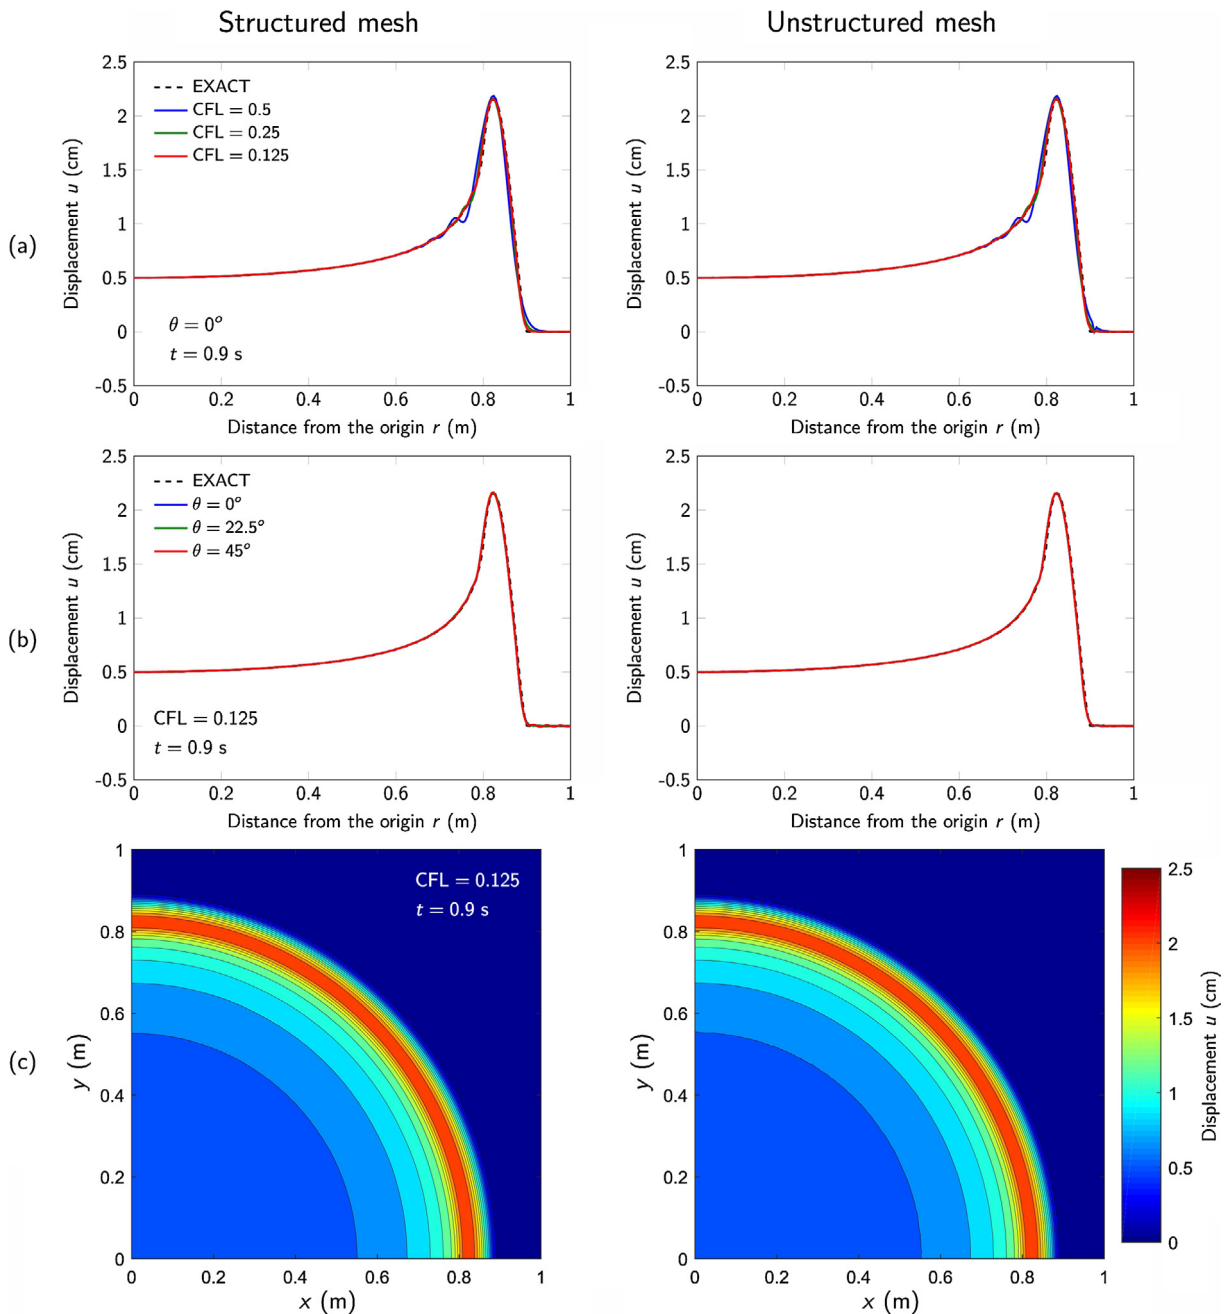 Structured mesh
Unstructured mesh
(a)
Displacement u (cm)
2.5
2
1.5
1
0.5
0
-0.5
EXACT
CFL = 0.5
CFL = 0.25
CFL = 0.125
θ = 0°
t = 0.9 s
0 0.2 0.4 0.6 0.8 1
Distance from the origin r (m)
Displacement u (cm)
2.5
2
1.5
1
0.5
0
-0.5
0 0.2 0.4 0.6 0.8 1
Distance from the origin r (m)
(b)
Displacement u (cm)
2.5
2
1.5
1
0.5
0
-0.5
EXACT
θ = 0°
θ = 22.5°
θ = 45°
CFL = 0.125
t = 0.9 s
0 0.2 0.4 0.6 0.8 1
Distance from the origin r (m)
Displacement u (cm)
2.5
2
1.5
1
0.5
0
-0.5
0 0.2 0.4 0.6 0.8 1
Distance from the origin r (m)
(c)
y (m)
1
0.8
0.6
0.4
0.2
0
CFL = 0.125
t = 0.9 s
0 0.2 0.4 0.6 0.8 1
x (m)
y (m)
1
0.8
0.6
0.4
0.2
0
0 0.2 0.4 0.6 0.8 1
x (m)
2.5
2
1.5
1
0.5
0
Displacement u (cm)